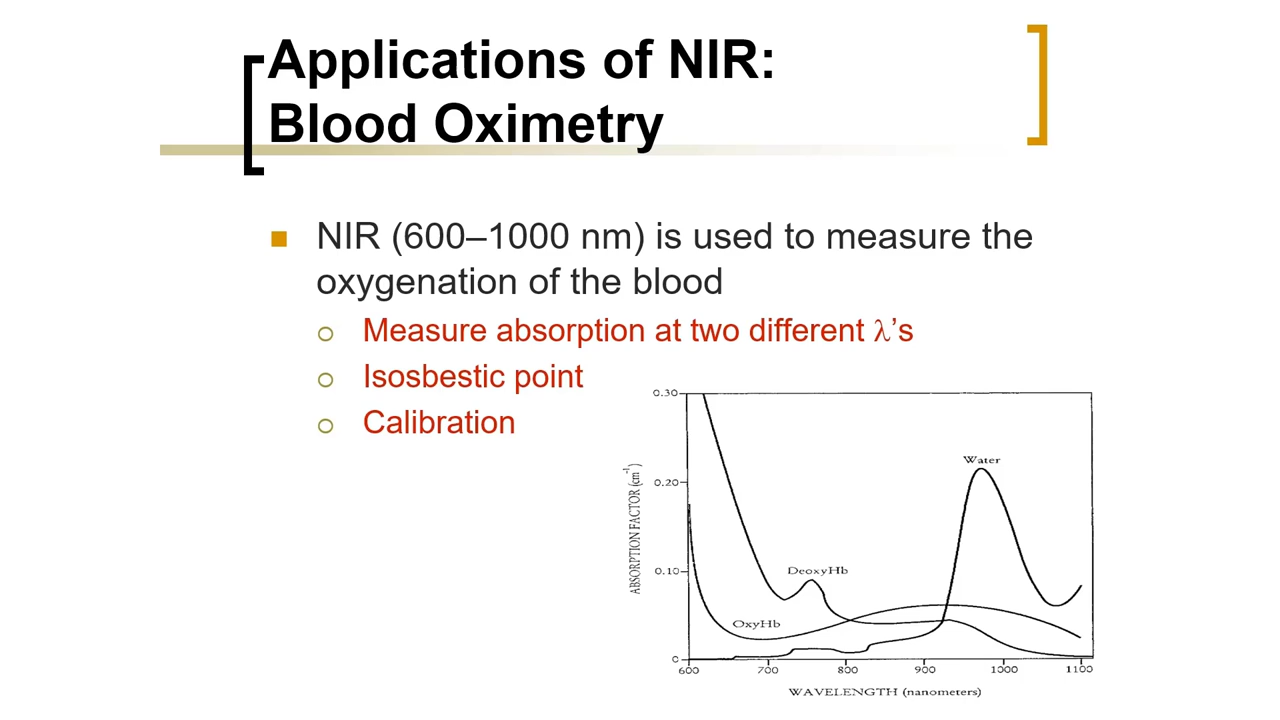 Applications of NIR:
Blood Oximetry
NIR (600–1000 nm) is used to measure the
oxygenation of the blood
Measure absorption at two different λ's
Isosbestic point
Calibration
0.30
0.20
0.10
0
ABSORPTION FACTOR (cm⁻¹)
Water
DeoxyHb
OxyHb
600 700 800 900 1000 1100
WAVELENGTH (nanometers)